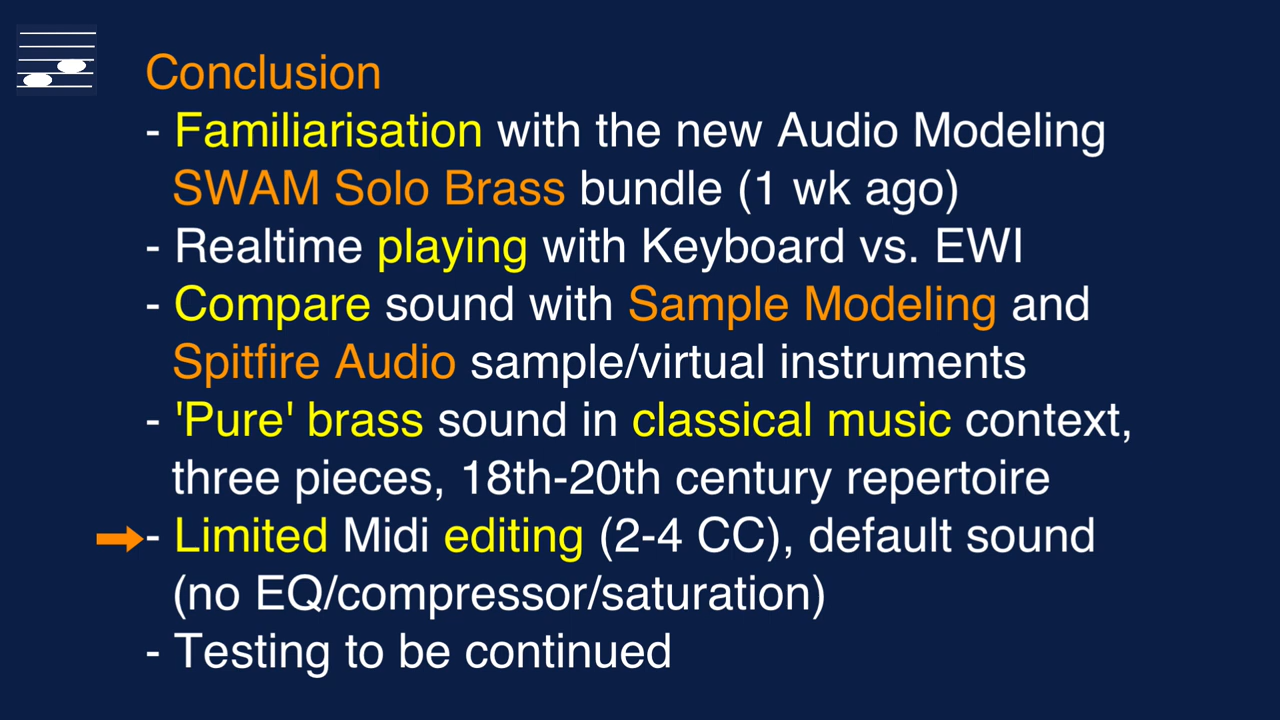 Conclusion
- Familiarisation with the new Audio Modeling
SWAM Solo Brass bundle (1 wk ago)
- Realtime playing with Keyboard vs. EWI
- Compare sound with Sample Modeling and
Spitfire Audio sample/virtual instruments
- 'Pure' brass sound in classical music context,
three pieces, 18th-20th century repertoire
- Limited Midi editing (2-4 CC), default sound
(no EQ/compressor/saturation)
- Testing to be continued